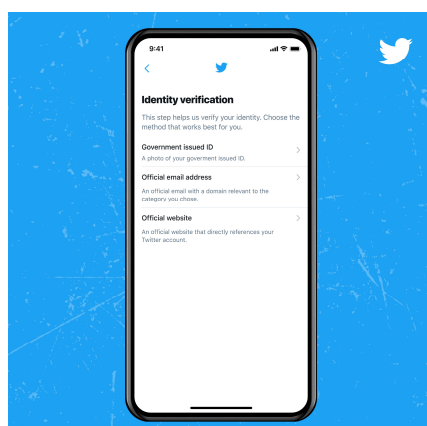 9:41
Identity verification
This step helps us verify your identity. Choose the
method that works best for you.
Government issued ID
A photo of your goverment issued ID.
Official email address
An official email with a domain relevant to the
category you chose.
Official website
An official website that directly references your
Twitter account.